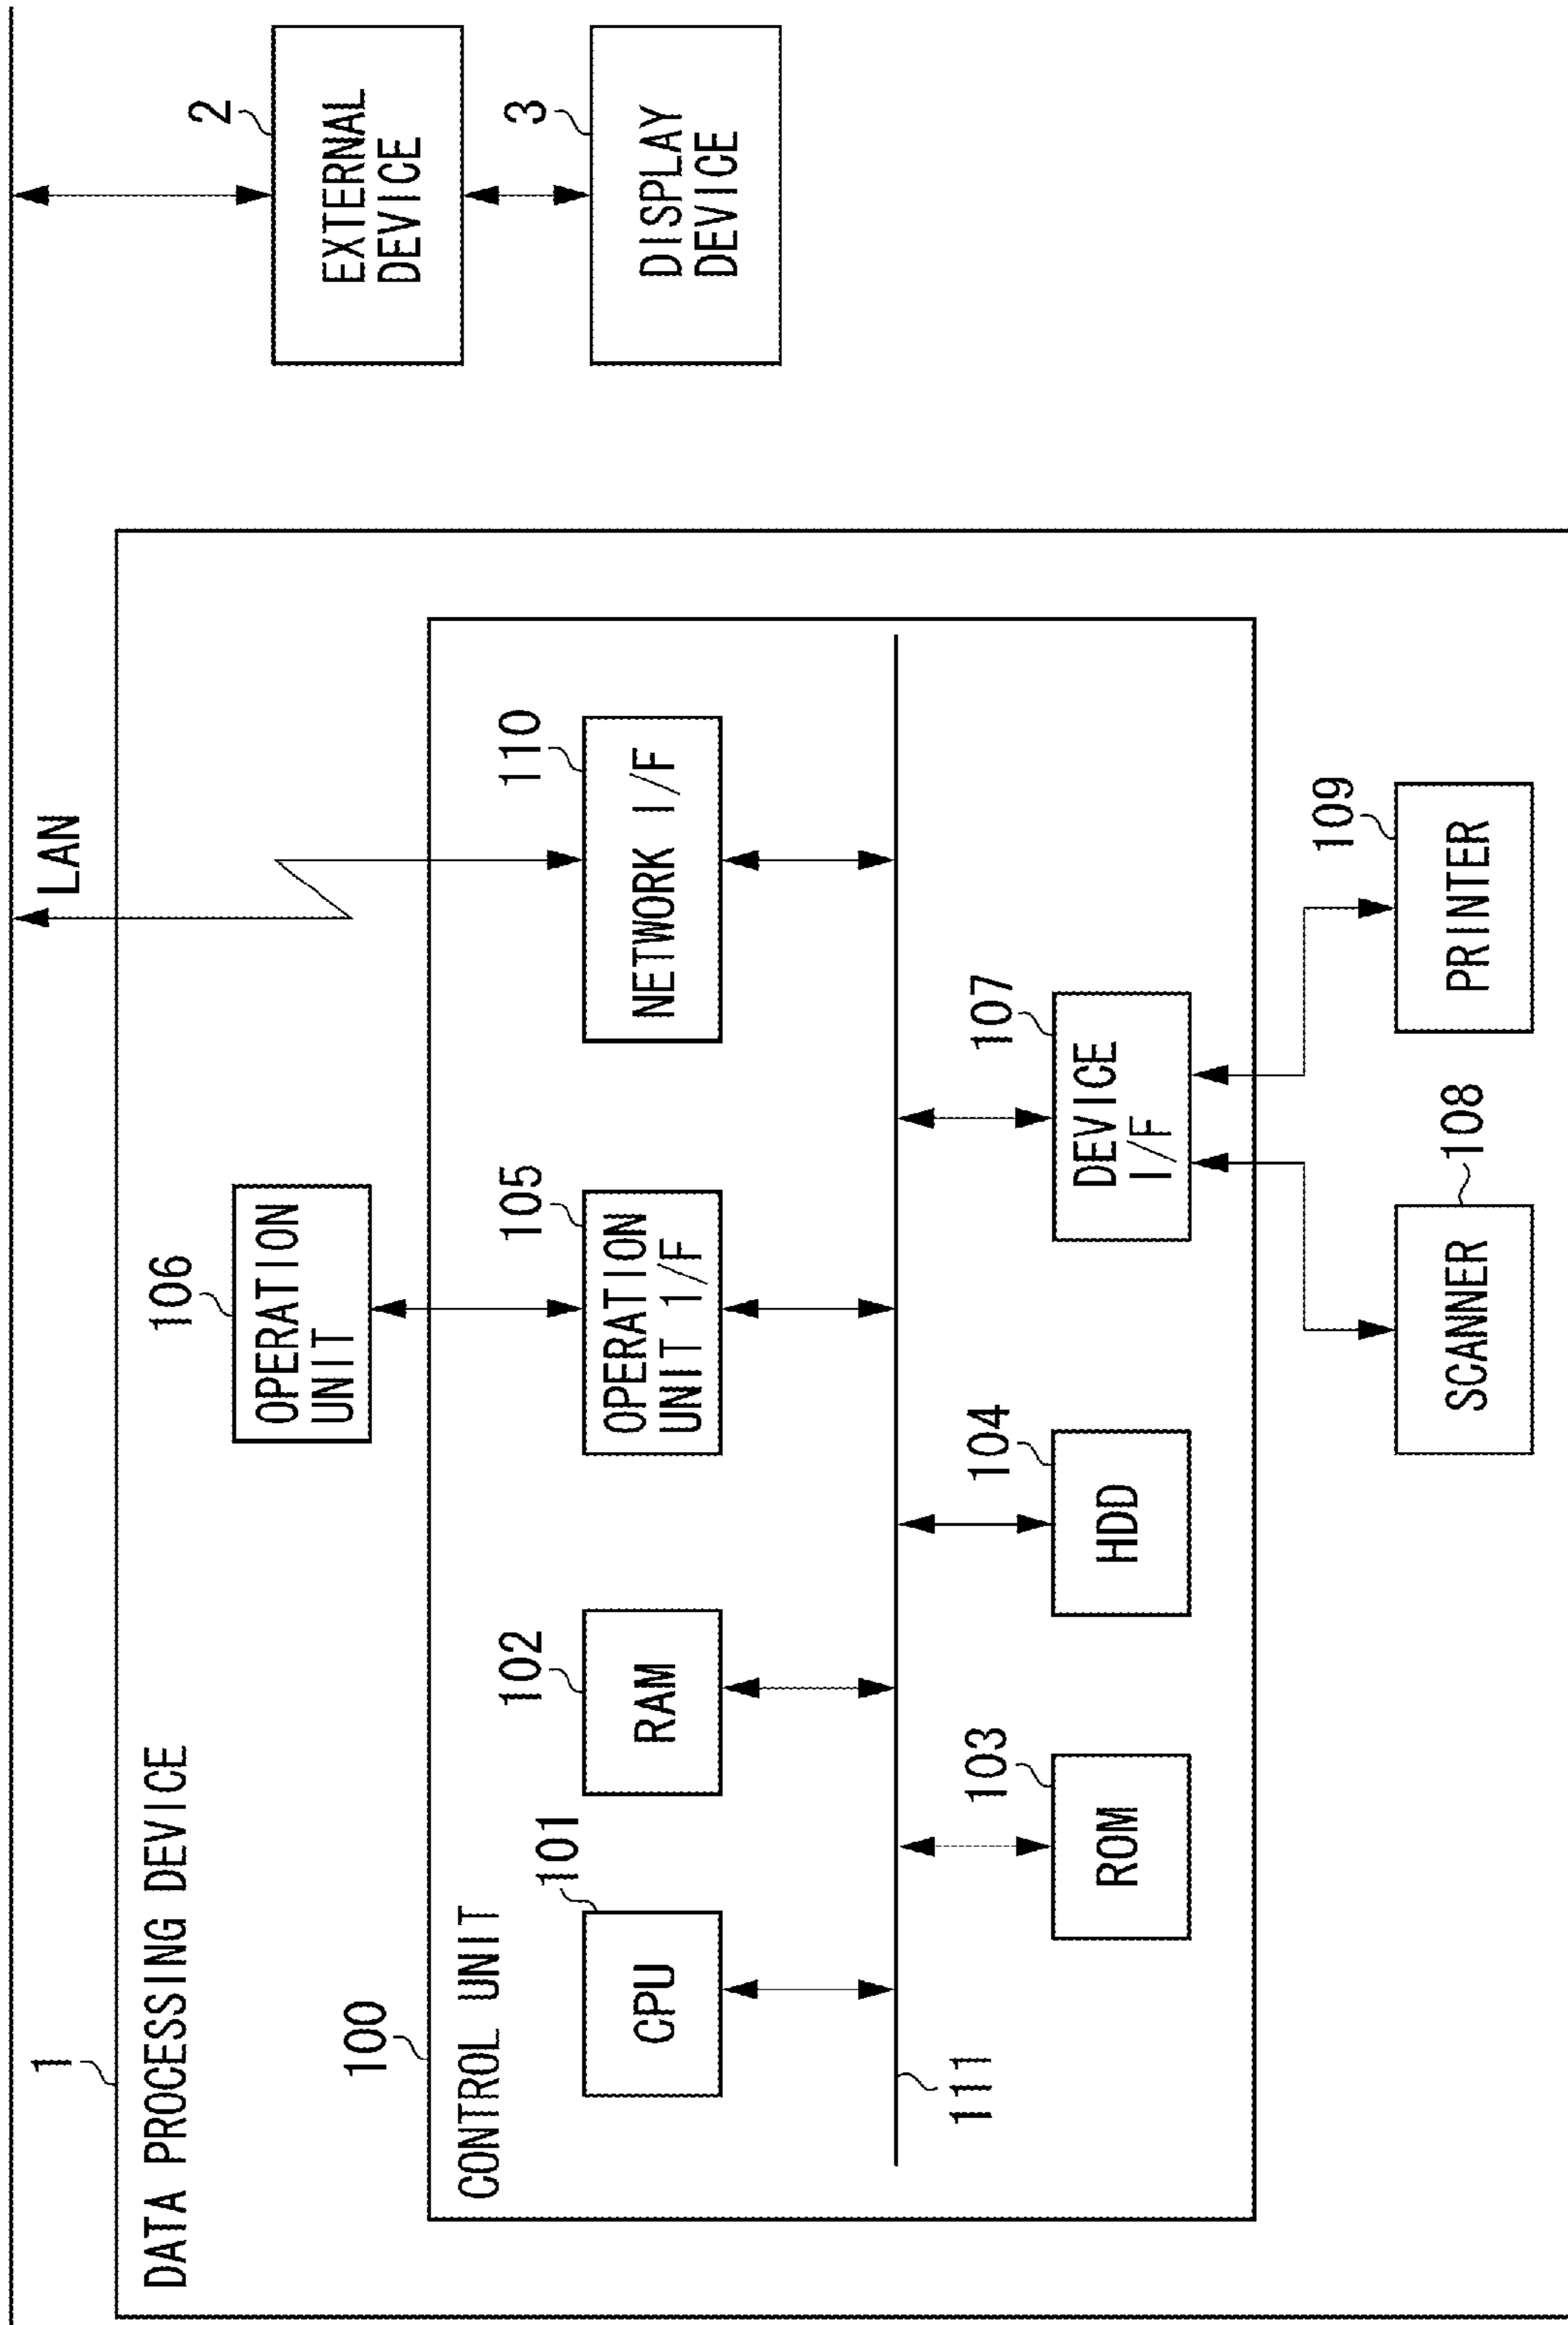 LAN
1
DATA PROCESSING DEVICE
106
OPERATION
UNIT
100
CONTROL UNIT
101
CPU
102
RAM
105
OPERATION
UNIT I/F
110
NETWORK I/F
111
103
ROM
104
HDD
107
DEVICE
I/F
108
SCANNER
109
PRINTER
2
EXTERNAL
DEVICE
3
DISPLAY
DEVICE